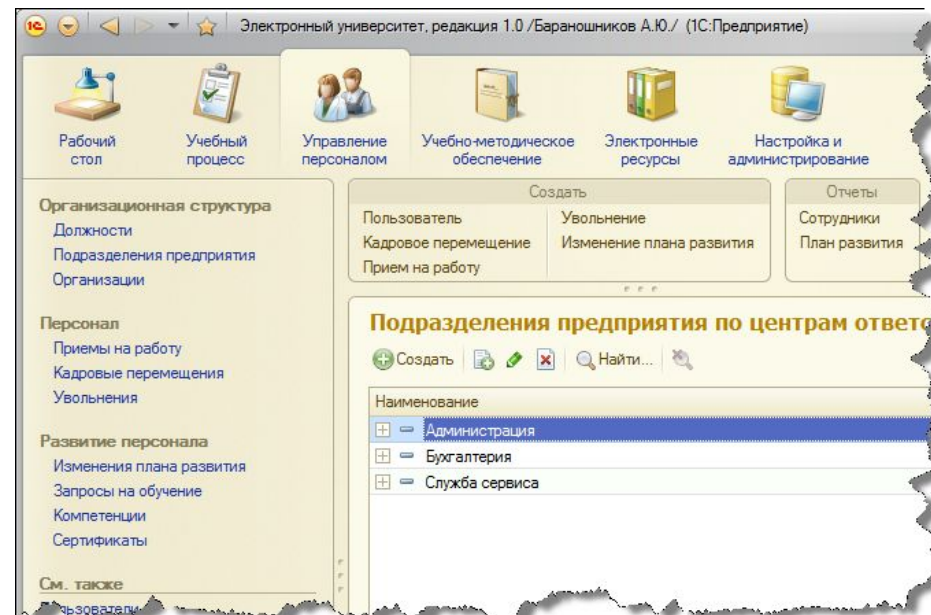 Электронный университет, редакция 1.0 /Бараношников А.Ю./ (1С:Предприятие)
Рабочий стол
Учебный процесс
Управление персоналом
Учебно-методическое обеспечение
Электронные ресурсы
Настройка и администрирование
Организационная структура
Должности
Подразделения предприятия
Организации
Персонал
Приемы на работу
Кадровые перемещения
Увольнения
Развитие персонала
Изменения плана развития
Запросы на обучение
Компетенции
Сертификаты
См. также
Пользователи
Создать
Пользователь
Кадровое перемещение
Прием на работу
Увольнение
Изменение плана развития
Отчеты
Сотрудники
План развития
Подразделения предприятия по центрам ответс
Создать
Найти...
Наименование
Администрация
Бухгалтерия
Служба сервиса